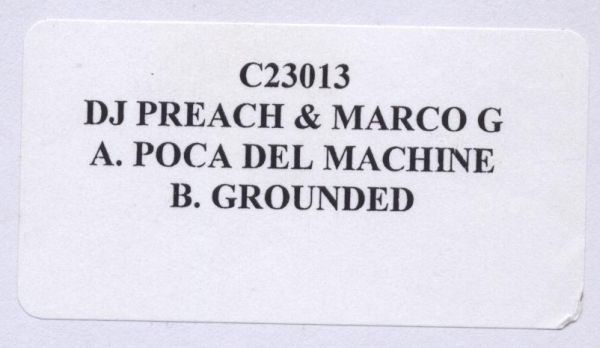 C23013
DJ PREACH & MARCO G
A. POCA DEL MACHINE
B. GROUNDED